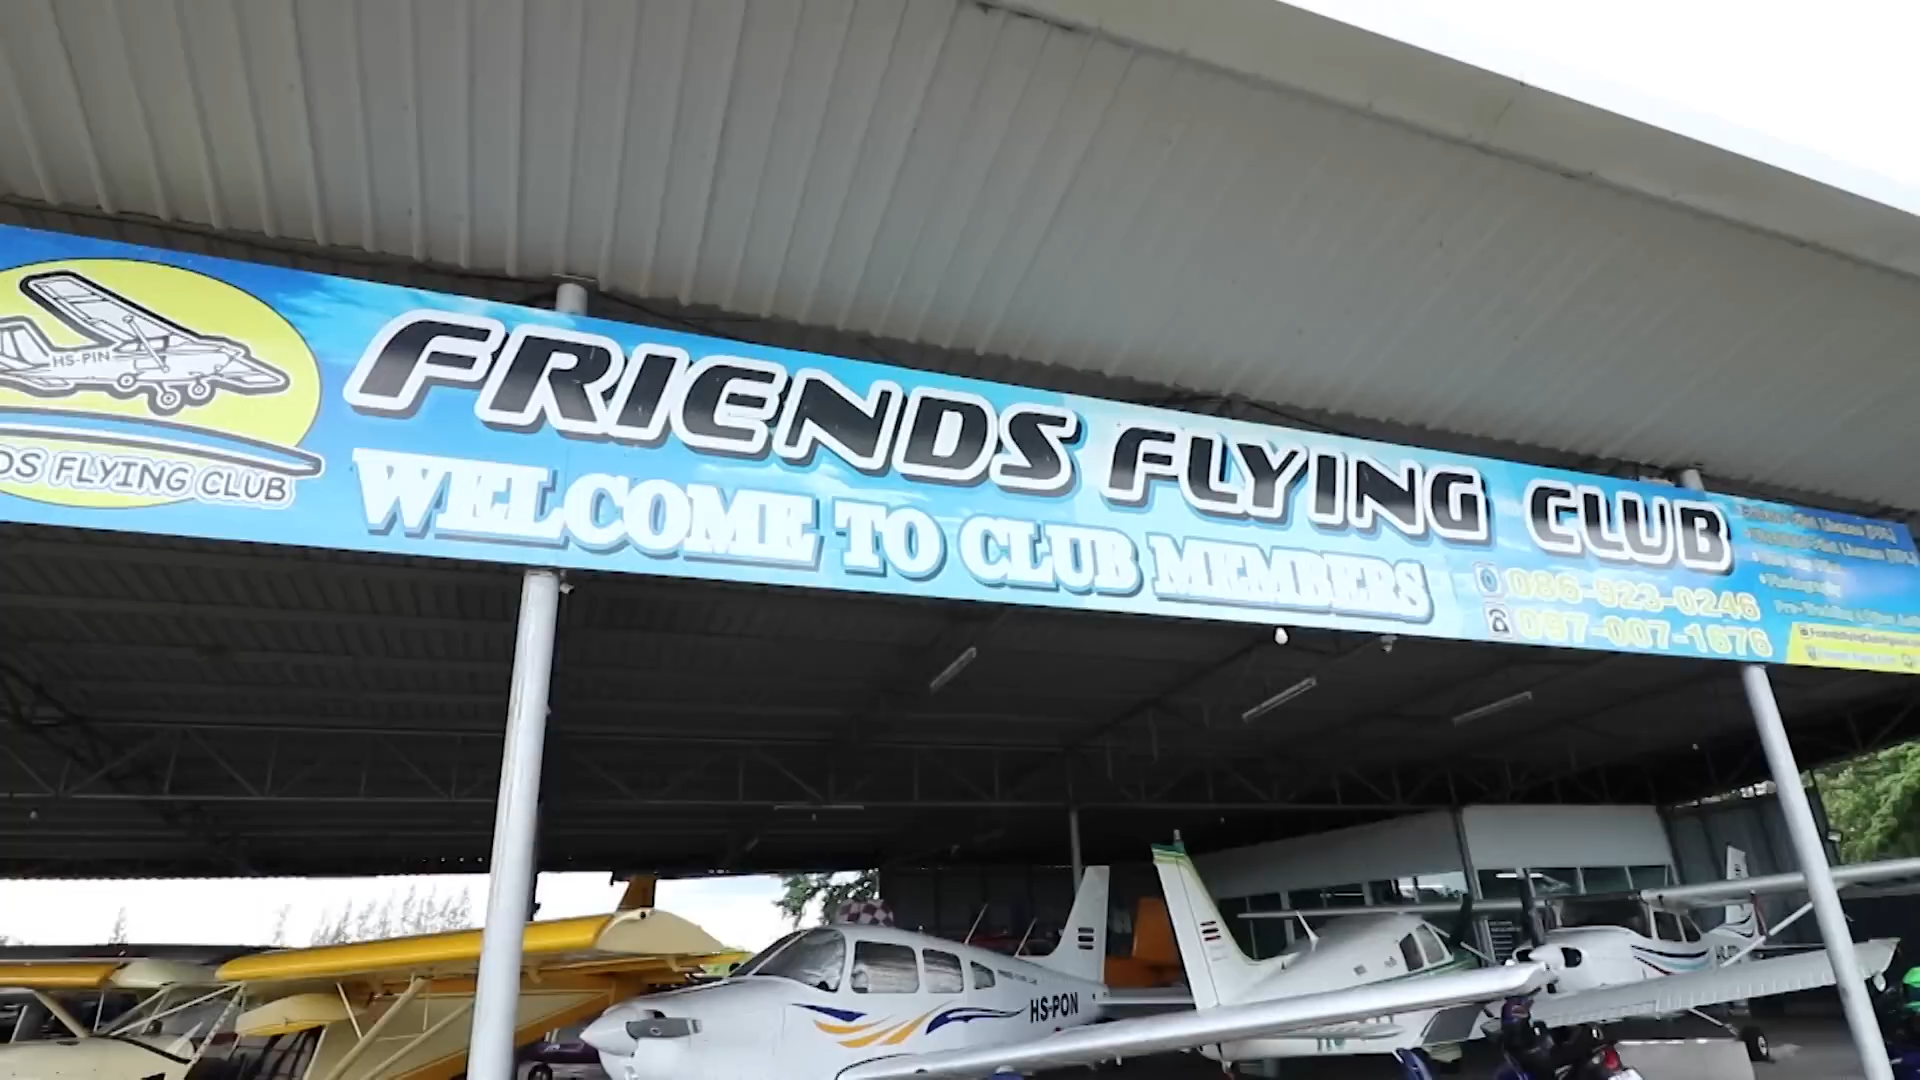 HS-PIN
DS FLYING CLUB
FRIENDS FLYING CLUB
WELCOME TO CLUB MEMBERS
086-923-0246
097-007-1676
HS-PON